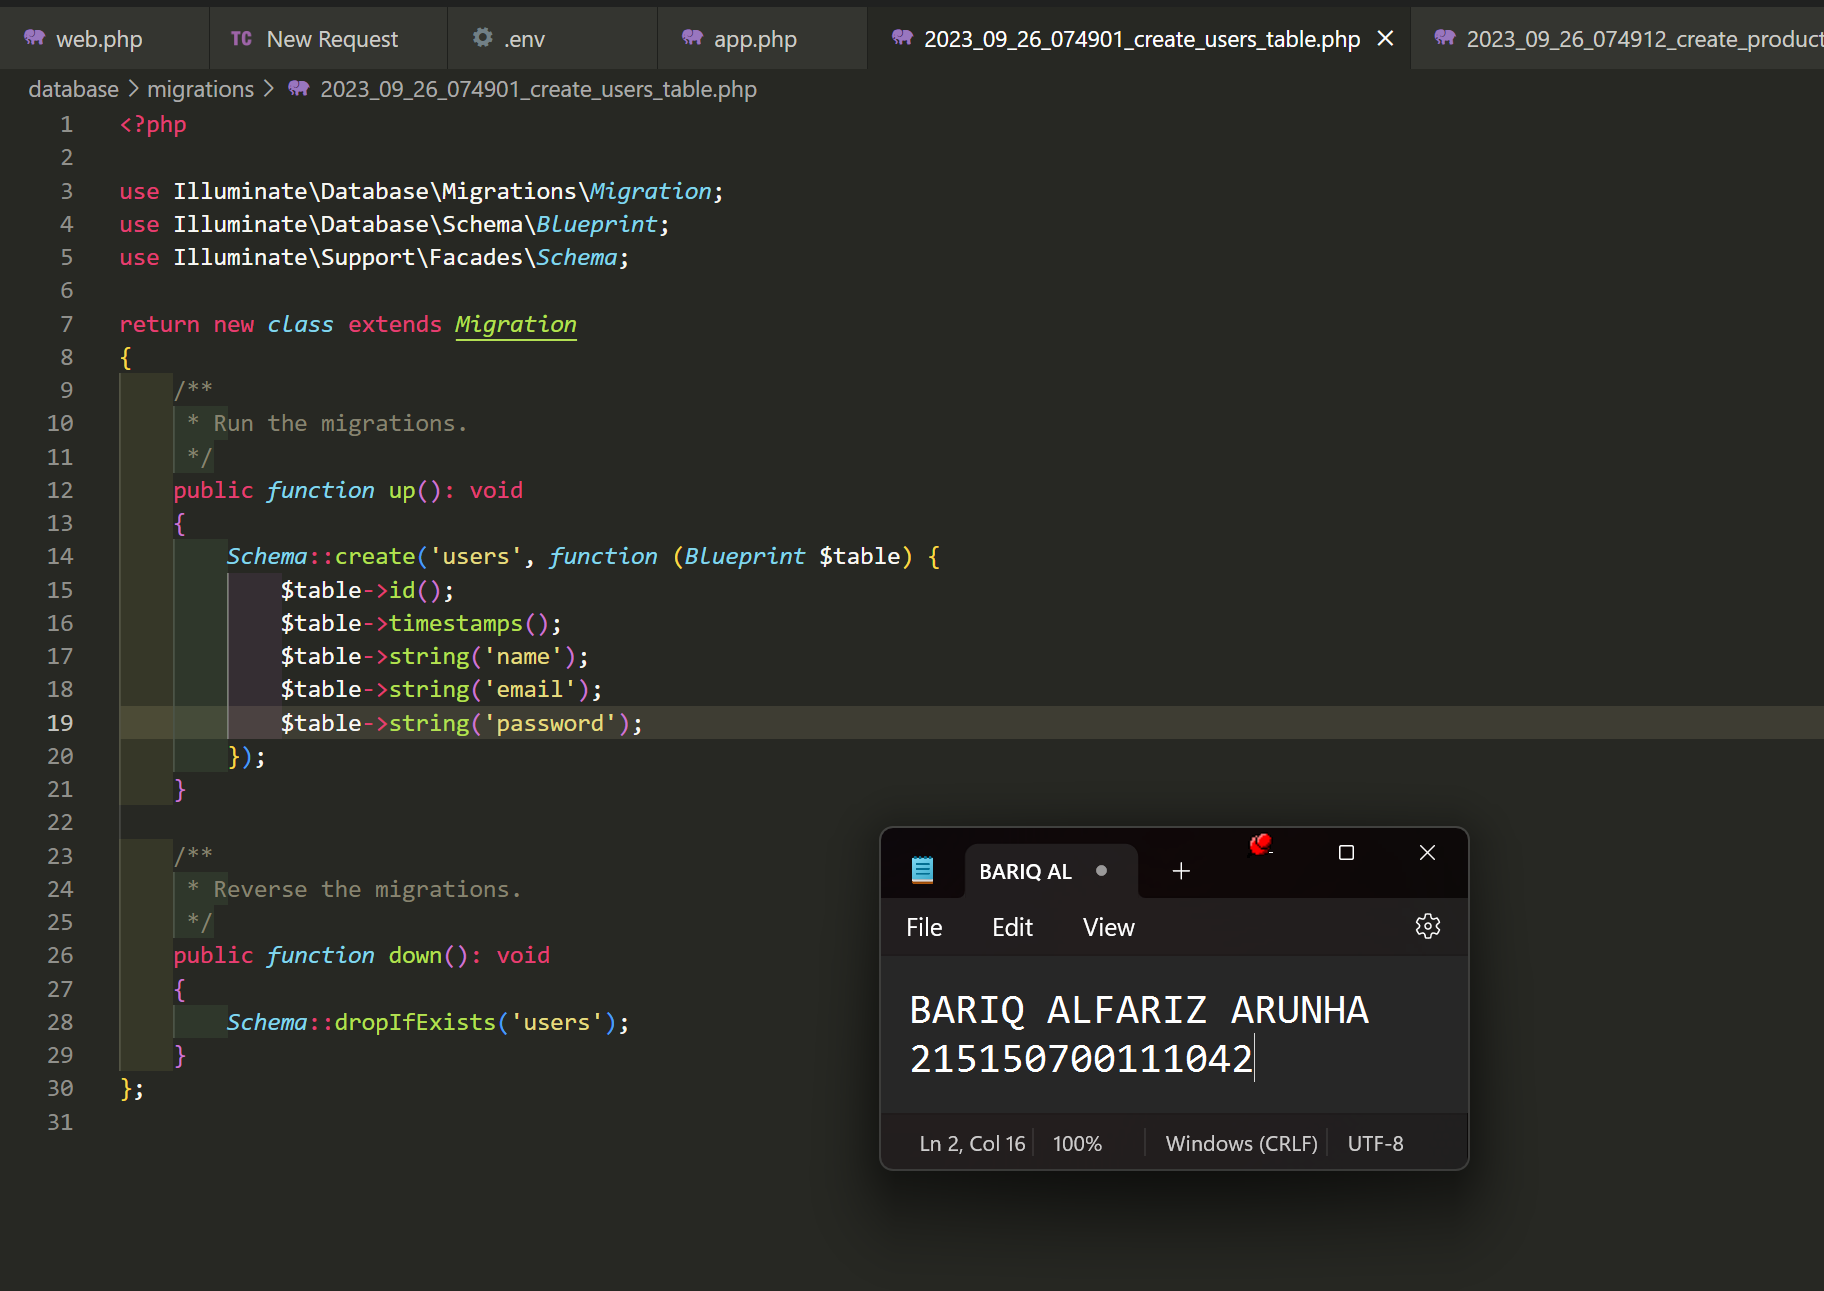 web.php
TC New Request
.env
app.php
2023_09_26_074901_create_users_table.php
2023_09_26_074912_create_product
database > migrations > 2023_09_26_074901_create_users_table.php
1 <?php
2
3 use Illuminate\Database\Migrations\Migration;
4 use Illuminate\Database\Schema\Blueprint;
5 use Illuminate\Support\Facades\Schema;
6
7 return new class extends Migration
8 {
9     /**
10      * Run the migrations.
11      */
12     public function up(): void
13     {
14         Schema::create('users', function (Blueprint $table) {
15             $table->id();
16             $table->timestamps();
17             $table->string('name');
18             $table->string('email');
19             $table->string('password');
20         });
21     }
22
23     /**
24      * Reverse the migrations.
25      */
26     public function down(): void
27     {
28         Schema::dropIfExists('users');
29     }
30 };
31
BARIQ AL
File Edit View
BARIQ ALFARIZ ARUNHA
215150700111042
Ln 2, Col 16 100% Windows (CRLF) UTF-8